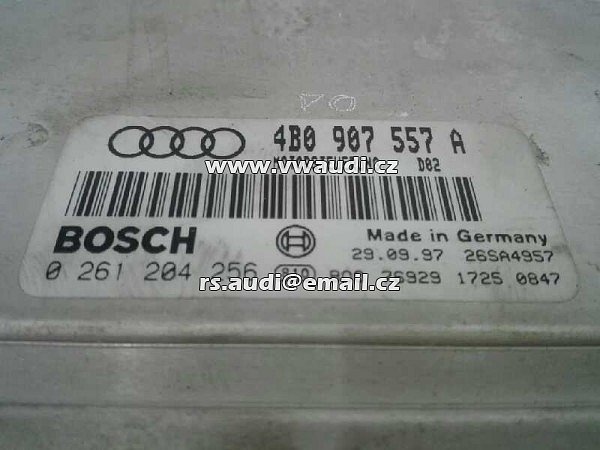 4B0 907 557 A
www.vwaudi.cz
D02
BOSCH
Made in Germany
29.09.97 26SA4957
0 261 204 256 76929 1725 0847
rs.audi@email.cz